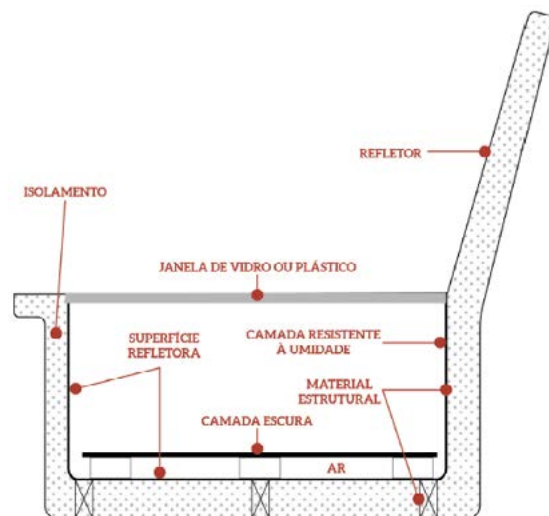 REFLETOR
ISOLAMENTO
JANELA DE VIDRO OU PLÁSTICO
SUPERFÍCIE
REFLETORA
CAMADA RESISTENTE
À UMIDADE
MATERIAL
ESTRUTURAL
CAMADA ESCURA
AR